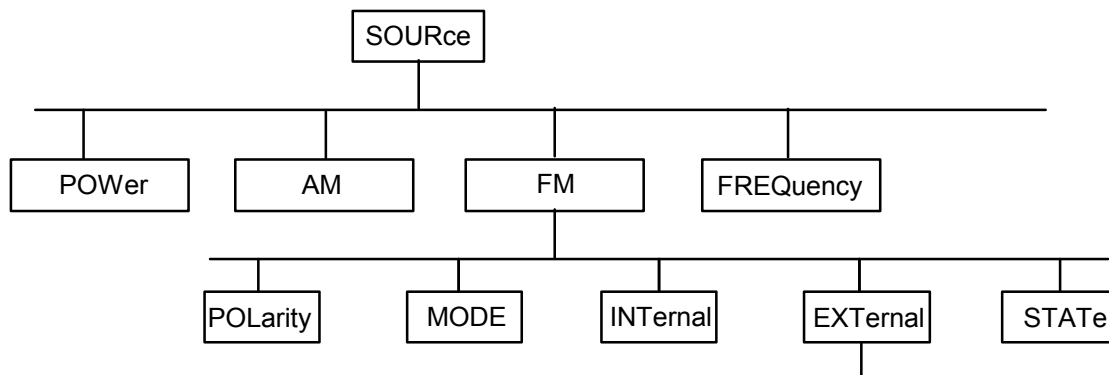 SOURce
POWer AM FM FREQuency
POLarity MODE INTernal EXTernal STATe